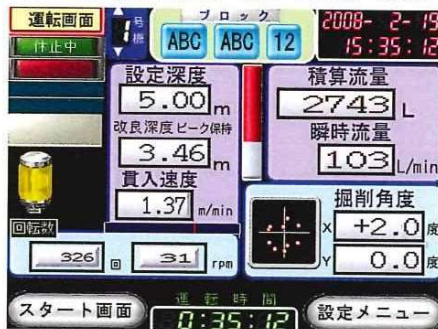 運転画面
休止中
1 号機
ブロック
ABC ABC 12
2008- 2-19
15:35:12
設定深度
5.00 m
改良深度 ピーク保持
3.46 m
貫入速度
1.37 m/min
積算流量
2743 L
瞬時流量
103 L/min
掘削角度
X +2.0 度
Y 0.0 度
回転数
326 回 31 rpm
スタート画面
運転時間
0:35:12
設定メニュー